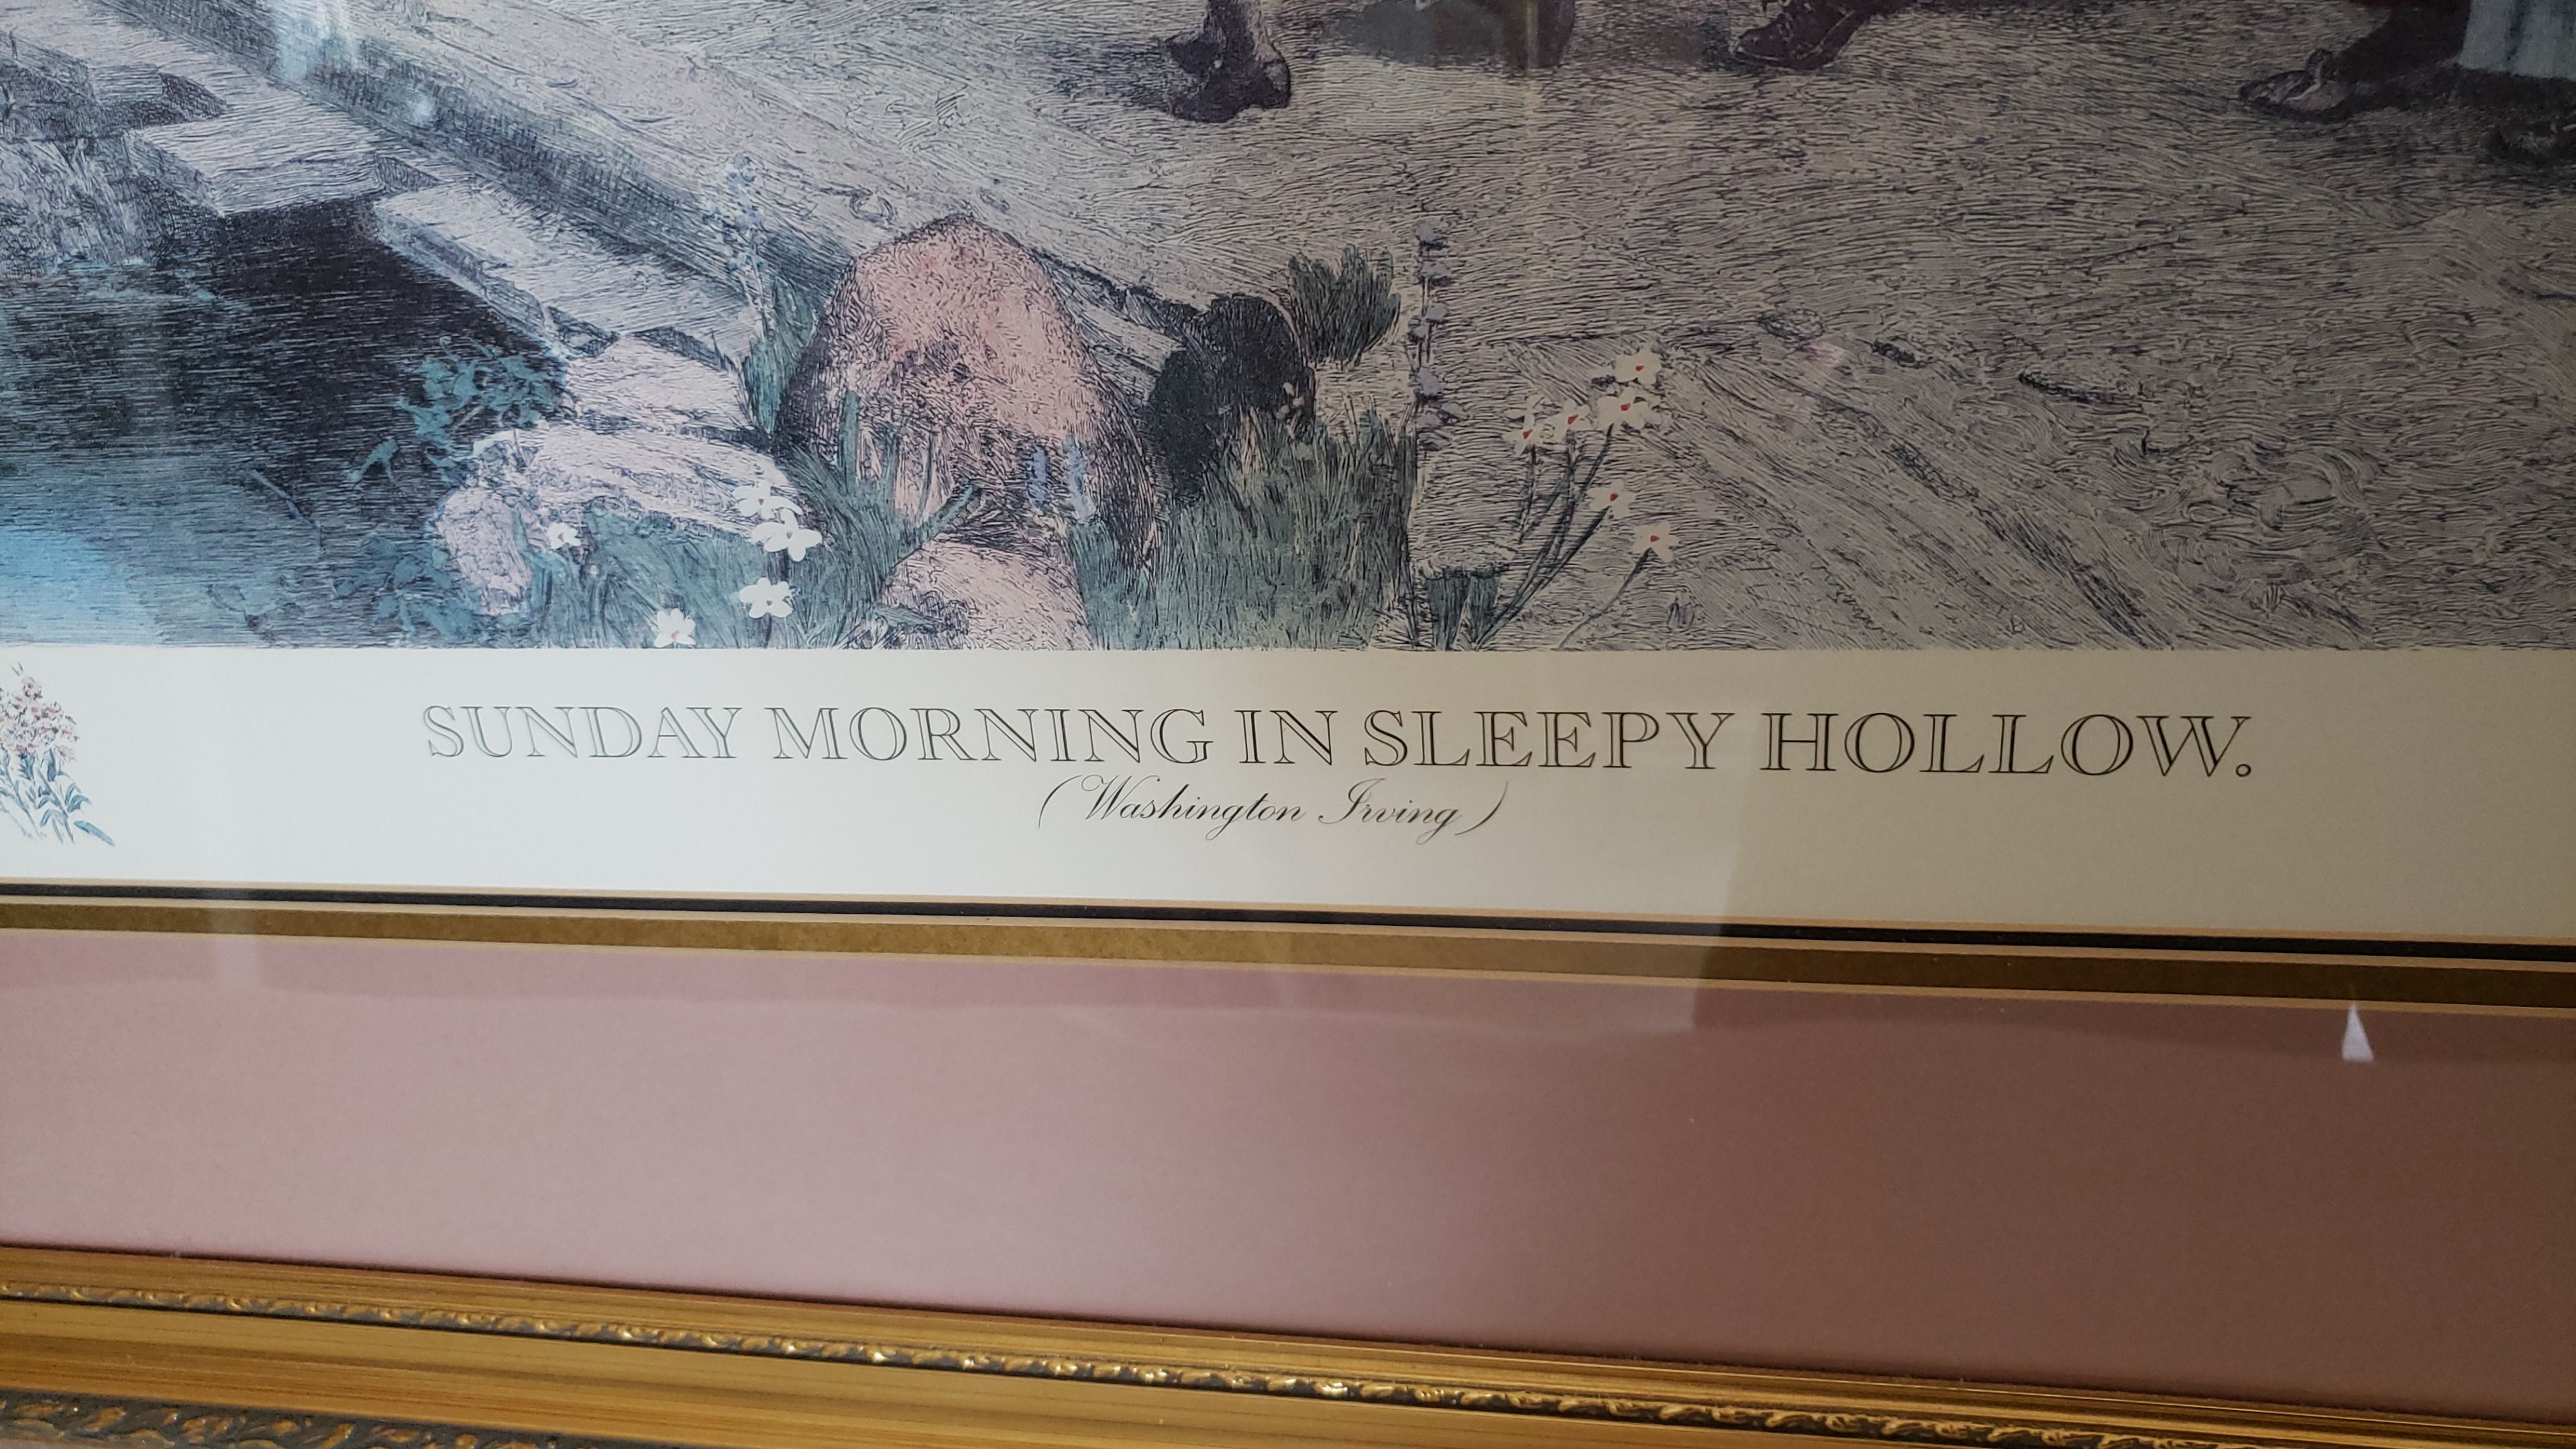 SUNDAY MORNING IN SLEEPY HOLLOW.
(Washington Irving)